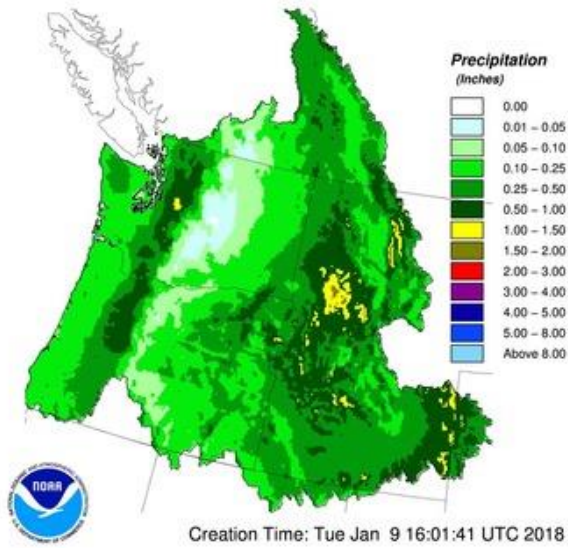 Precipitation
(Inches)
0.00
0.01 – 0.05
0.05 – 0.10
0.10 – 0.25
0.25 – 0.50
0.50 – 1.00
1.00 – 1.50
1.50 – 2.00
2.00 – 3.00
3.00 – 4.00
4.00 – 5.00
5.00 – 8.00
Above 8.00
NOAA
Creation Time: Tue Jan 9 16:01:41 UTC 2018